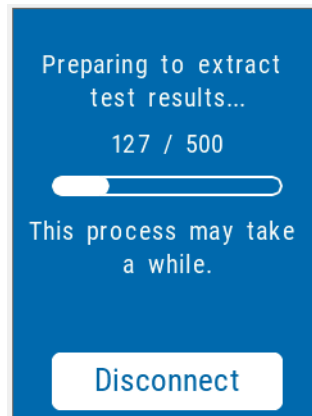 Preparing to extract
test results...
127 / 500
This process may take
a while.
Disconnect